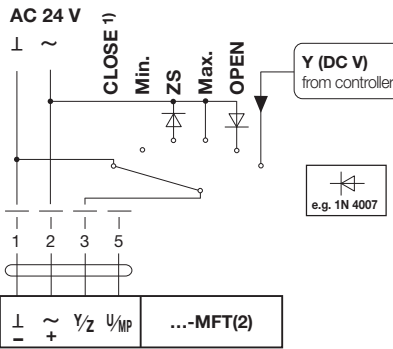 AC 24 V
⊥ ~
CLOSE 1)
Min.
ZS
Max.
OPEN
Y (DC V)
from controller
e.g. 1N 4007
1 2 3 5
⊥ ~ Y/Z U/MP
– +
...-MFT(2)